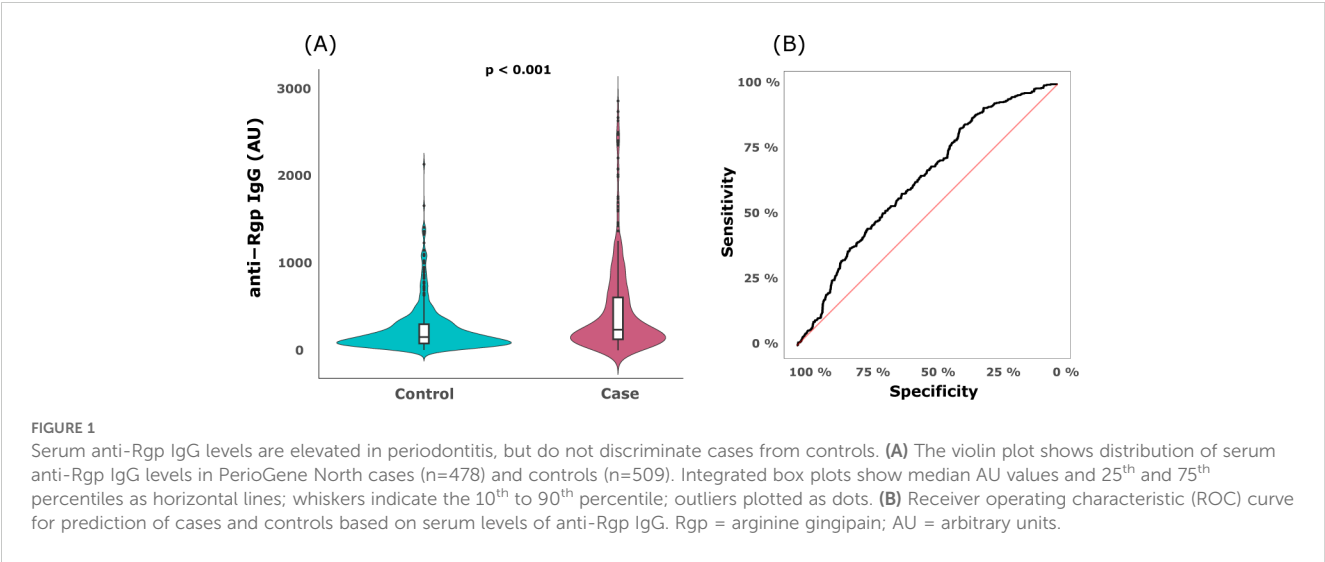 (A)
p < 0.001
anti−Rgp IgG (AU)
3000
2000
1000
0
Control Case
(B)
Sensitivity
100 %
75 %
50 %
25 %
0 %
100 % 75 % 50 % 25 % 0 %
Specificity
FIGURE 1
Serum anti-Rgp IgG levels are elevated in periodontitis, but do not discriminate cases from controls. (A) The violin plot shows distribution of serum
anti-Rgp IgG levels in PerioGene North cases (n=478) and controls (n=509). Integrated box plots show median AU values and 25th and 75th
percentiles as horizontal lines; whiskers indicate the 10th to 90th percentile; outliers plotted as dots. (B) Receiver operating characteristic (ROC) curve
for prediction of cases and controls based on serum levels of anti-Rgp IgG. Rgp = arginine gingipain; AU = arbitrary units.